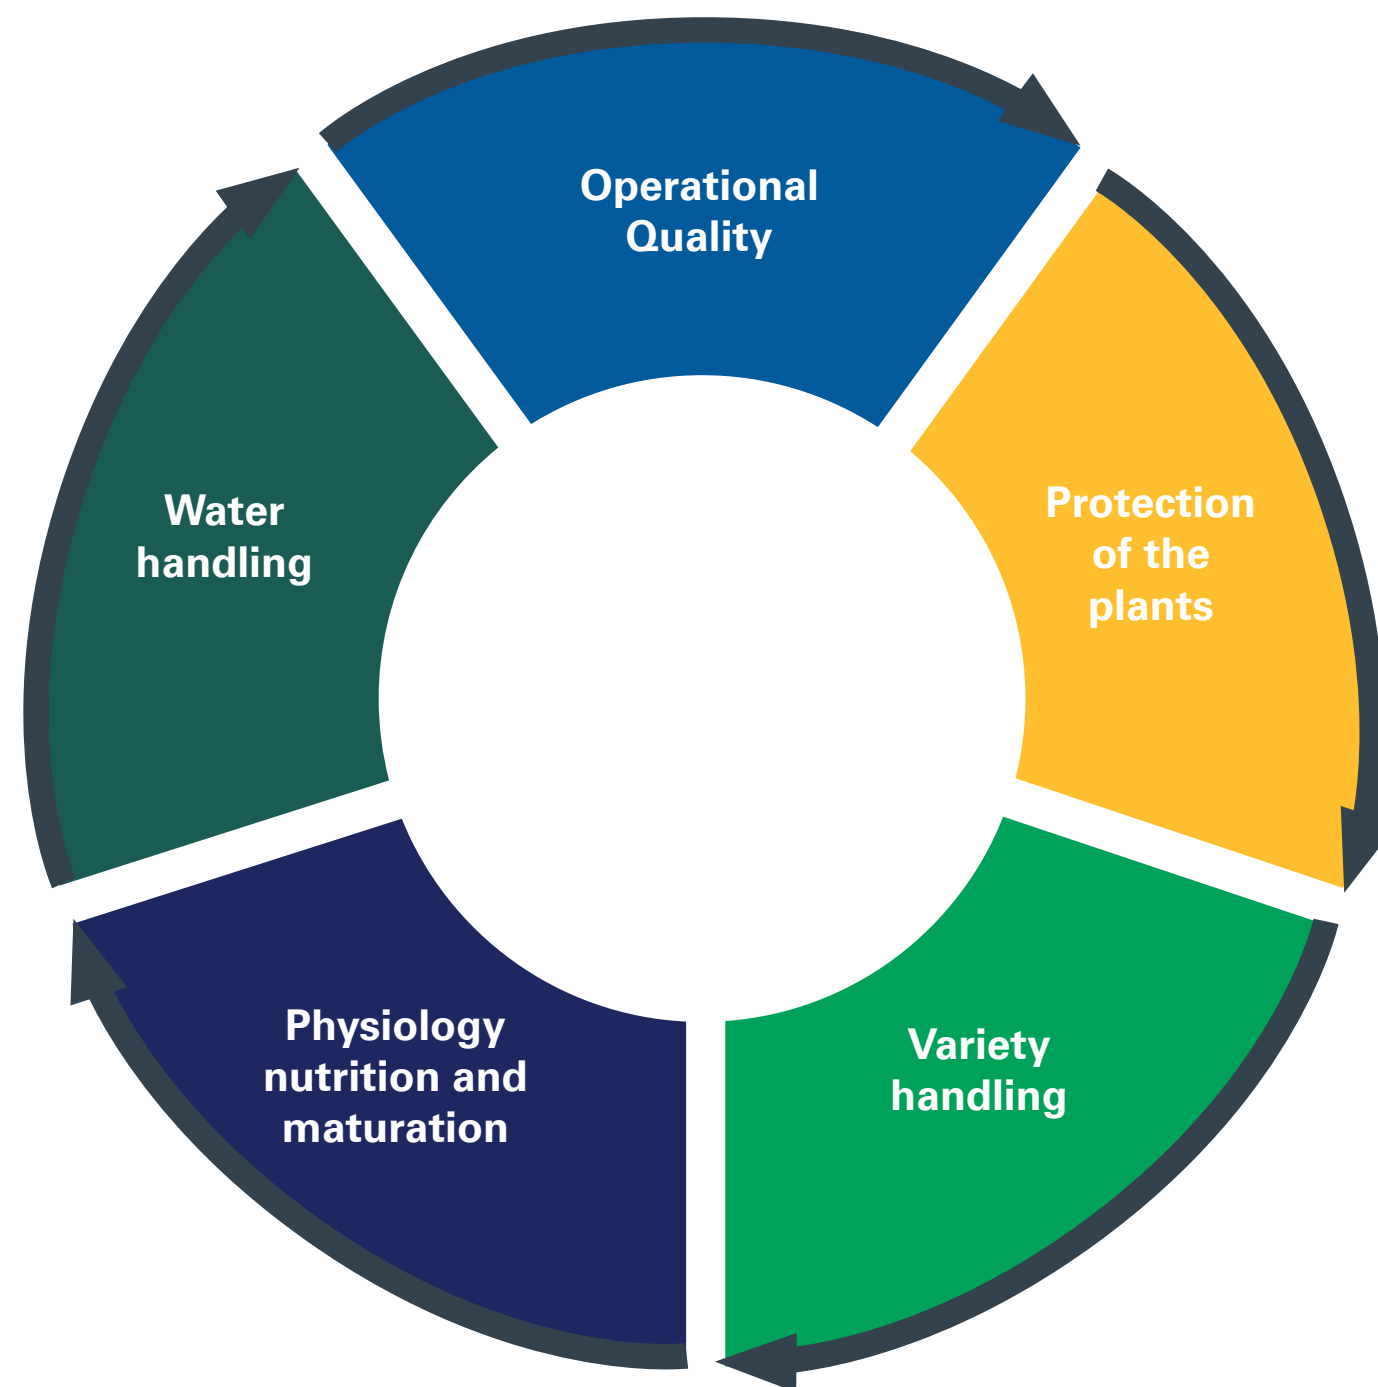 Operational
Quality
Protection
of the
plants
Variety
handling
Physiology
nutrition and
maturation
Water
handling